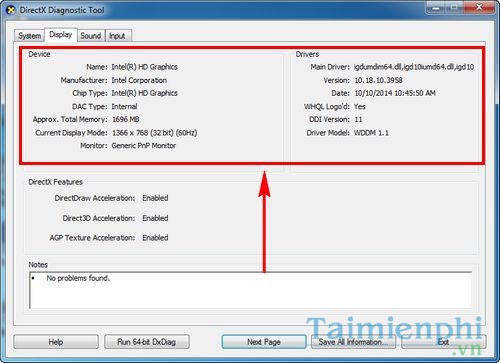 DirectX Diagnostic Tool
System Display Sound Input
Device
Name: Intel(R) HD Graphics
Manufacturer: Intel Corporation
Chip Type: Intel(R) HD Graphics
DAC Type: Internal
Approx. Total Memory: 1696 MB
Current Display Mode: 1366 x 768 (32 bit) (60Hz)
Monitor: Generic PnP Monitor
Drivers
Main Driver: igdumdim64.dll,igd10iumd64.dll,igd10
Version: 10.18.10.3958
Date: 10/10/2014 10:45:50 AM
WHQL Logo'd: Yes
DDI Version: 11
Driver Model: WDDM 1.1
DirectX Features
DirectDraw Acceleration: Enabled
Direct3D Acceleration: Enabled
AGP Texture Acceleration: Enabled
Notes
• No problems found.
Help Run 64-bit DxDiag Next Page Save All Information... Exit
Taimienphi
.vn